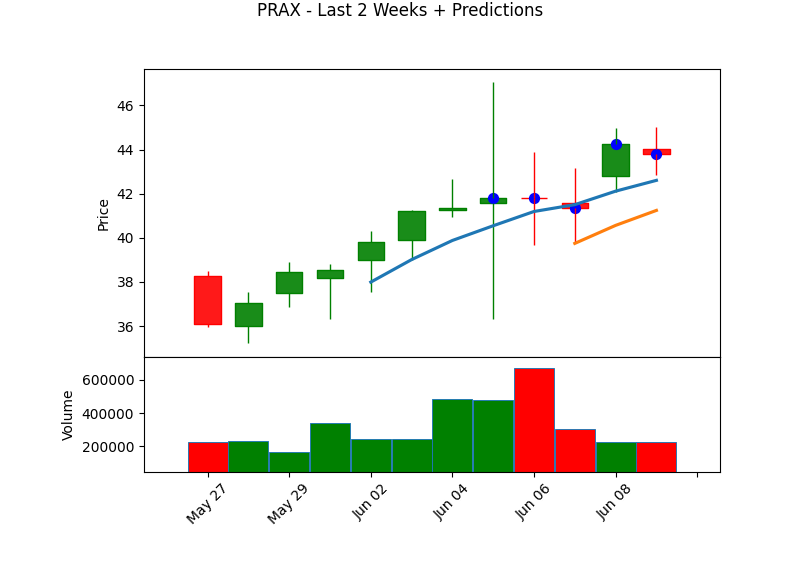 PRAX - Last 2 Weeks + Predictions
46
44
42
40
38
36
Price
600000
400000
200000
Volume
May 27
May 29
Jun 02
Jun 04
Jun 06
Jun 08